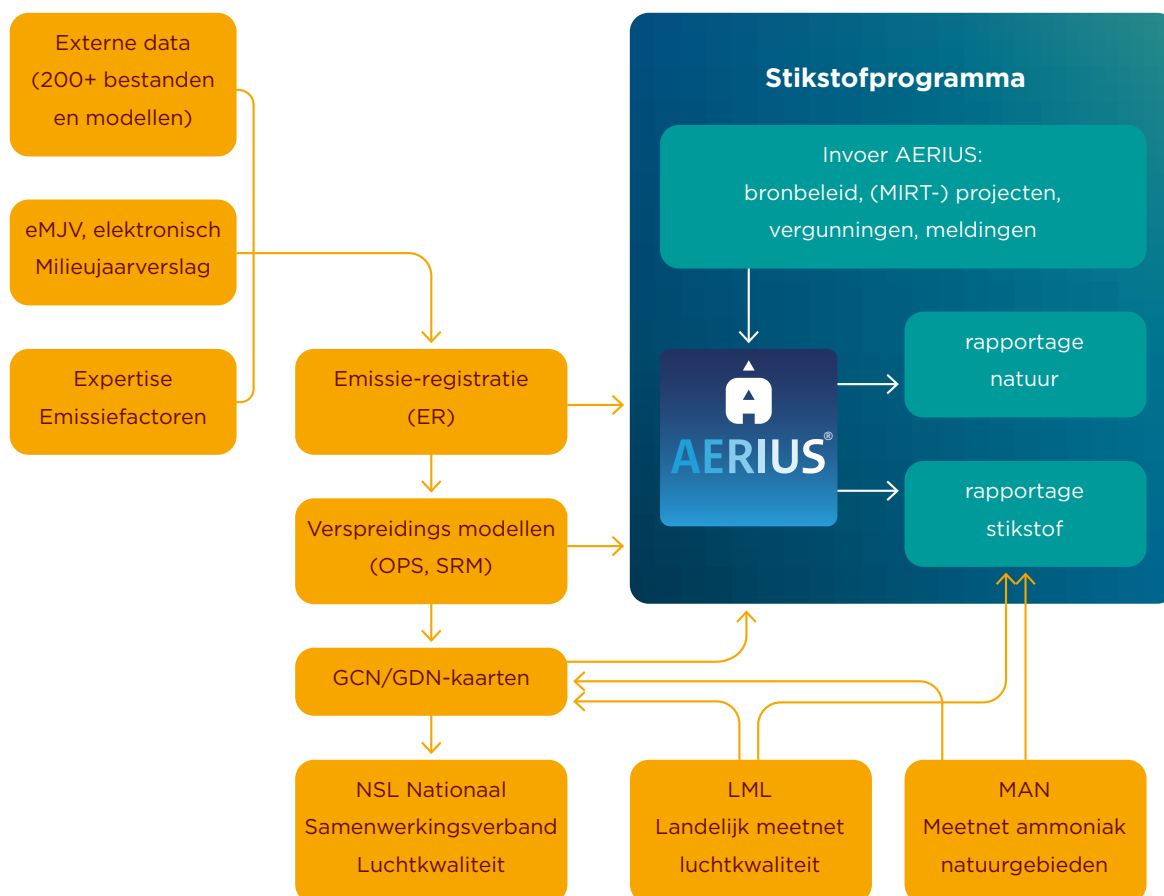 Externe data
(200+ bestanden
en modellen)
eMJV, elektronisch
Milieujaarverslag
Expertise
Emissiefactoren
Emissie-registratie
(ER)
Verspreidings modellen
(OPS, SRM)
GCN/GDN-kaarten
NSL Nationaal
Samenwerkingsverband
Luchtkwaliteit
Stikstofprogramma
Invoer AERIUS:
bronbeleid, (MIRT-) projecten,
vergunningen, meldingen
AERIUS®
rapportage
natuur
rapportage
stikstof
LML
Landelijk meetnet
luchtkwaliteit
MAN
Meetnet ammoniak
natuurgebieden